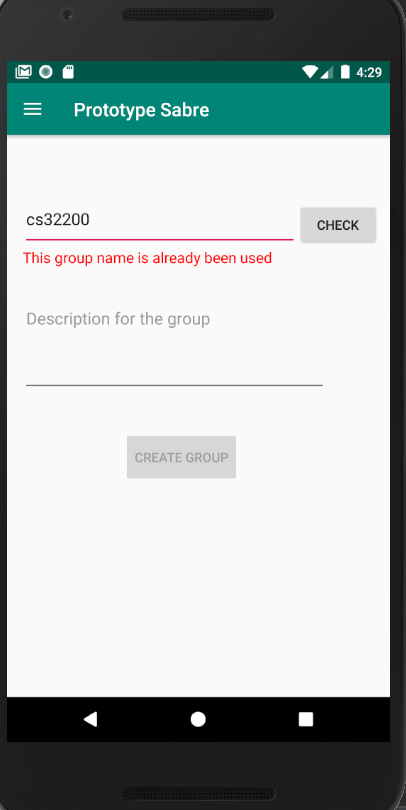 4:29
Prototype Sabre
cs32200
CHECK
This group name is already been used
Description for the group
CREATE GROUP